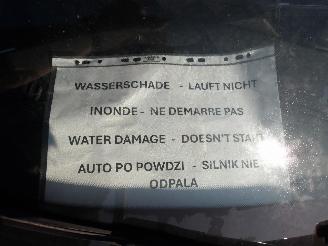 WASSERSCHADE - LAUFT NICHT
INONDE - NE DEMARRE PAS
WATER DAMAGE - DOESN'T START
AUTO PO POWDZI - SILNIK NIE
ODPALA